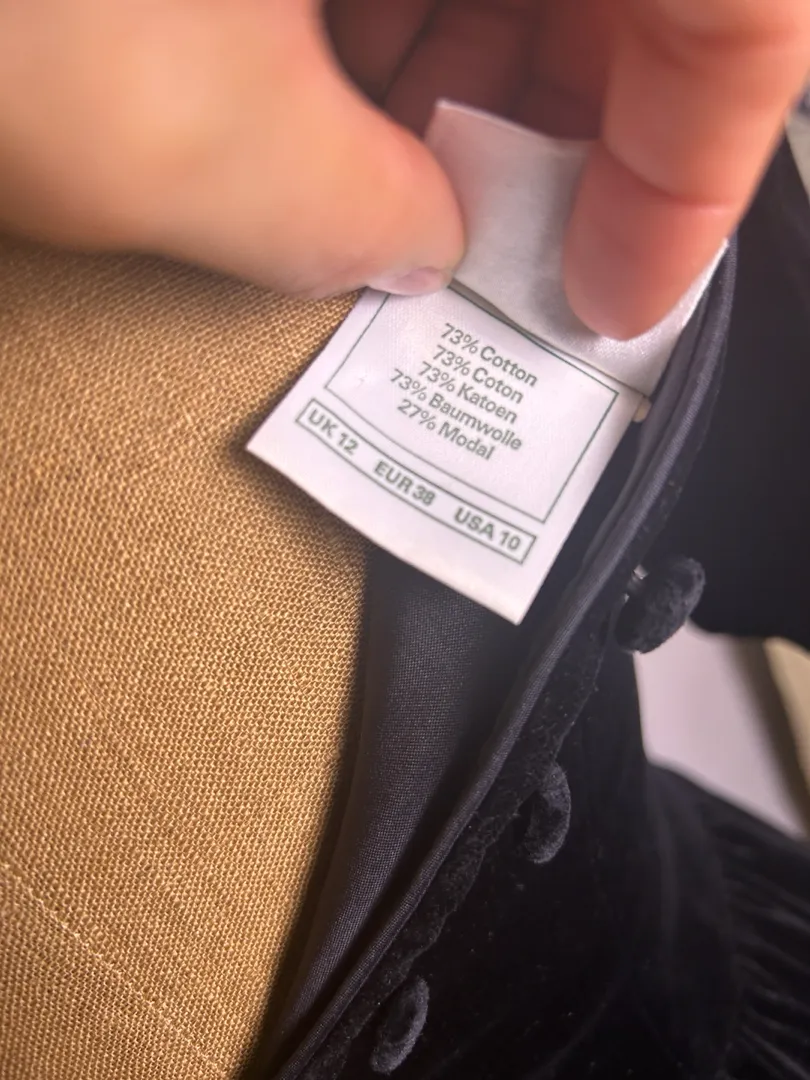 73% Cotton
73% Coton
73% Katoen
73% Baumwolle
27% Modal
UK 12 EUR 38 USA 10